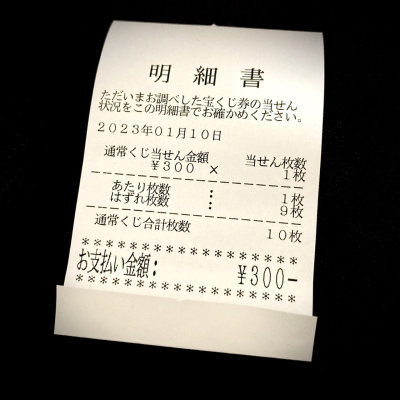 明細書
ただいまお調べした宝くじ券の当せん
状況をこの明細書でお確かめください。
2023年01月10日
通常くじ当せん金額 当せん枚数
¥300 × 1枚
--------------------
あたり枚数 : 1枚
はずれ枚数 : 9枚
--------------------
通常くじ合計枚数 10枚
********************
お支払い金額: ¥300-
********************